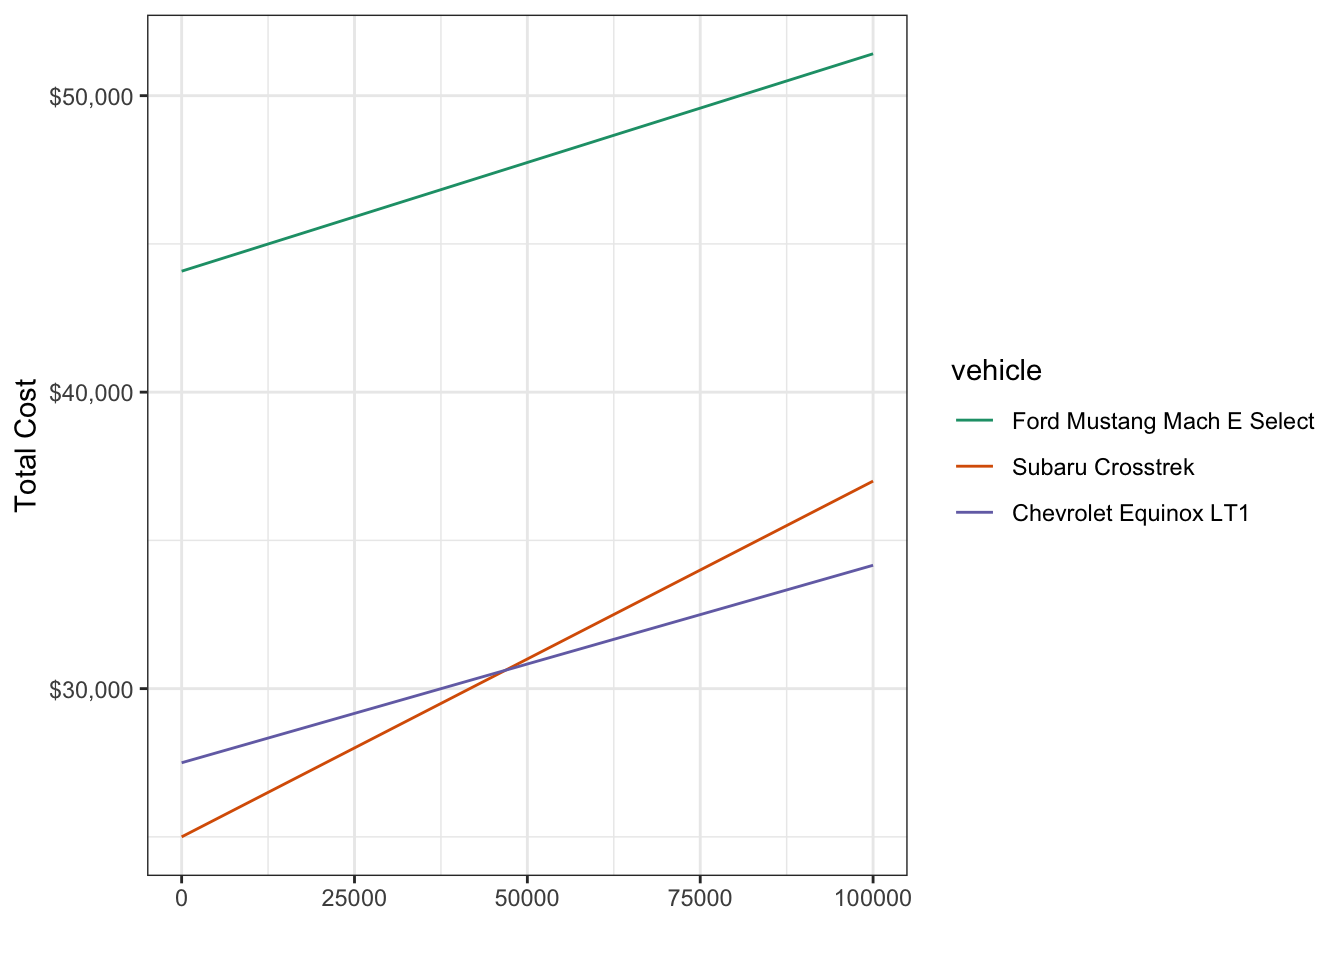 $50,000
$40,000
$30,000
Total Cost
0 25000 50000 75000 100000
vehicle
Ford Mustang Mach E Select
Subaru Crosstrek
Chevrolet Equinox LT1